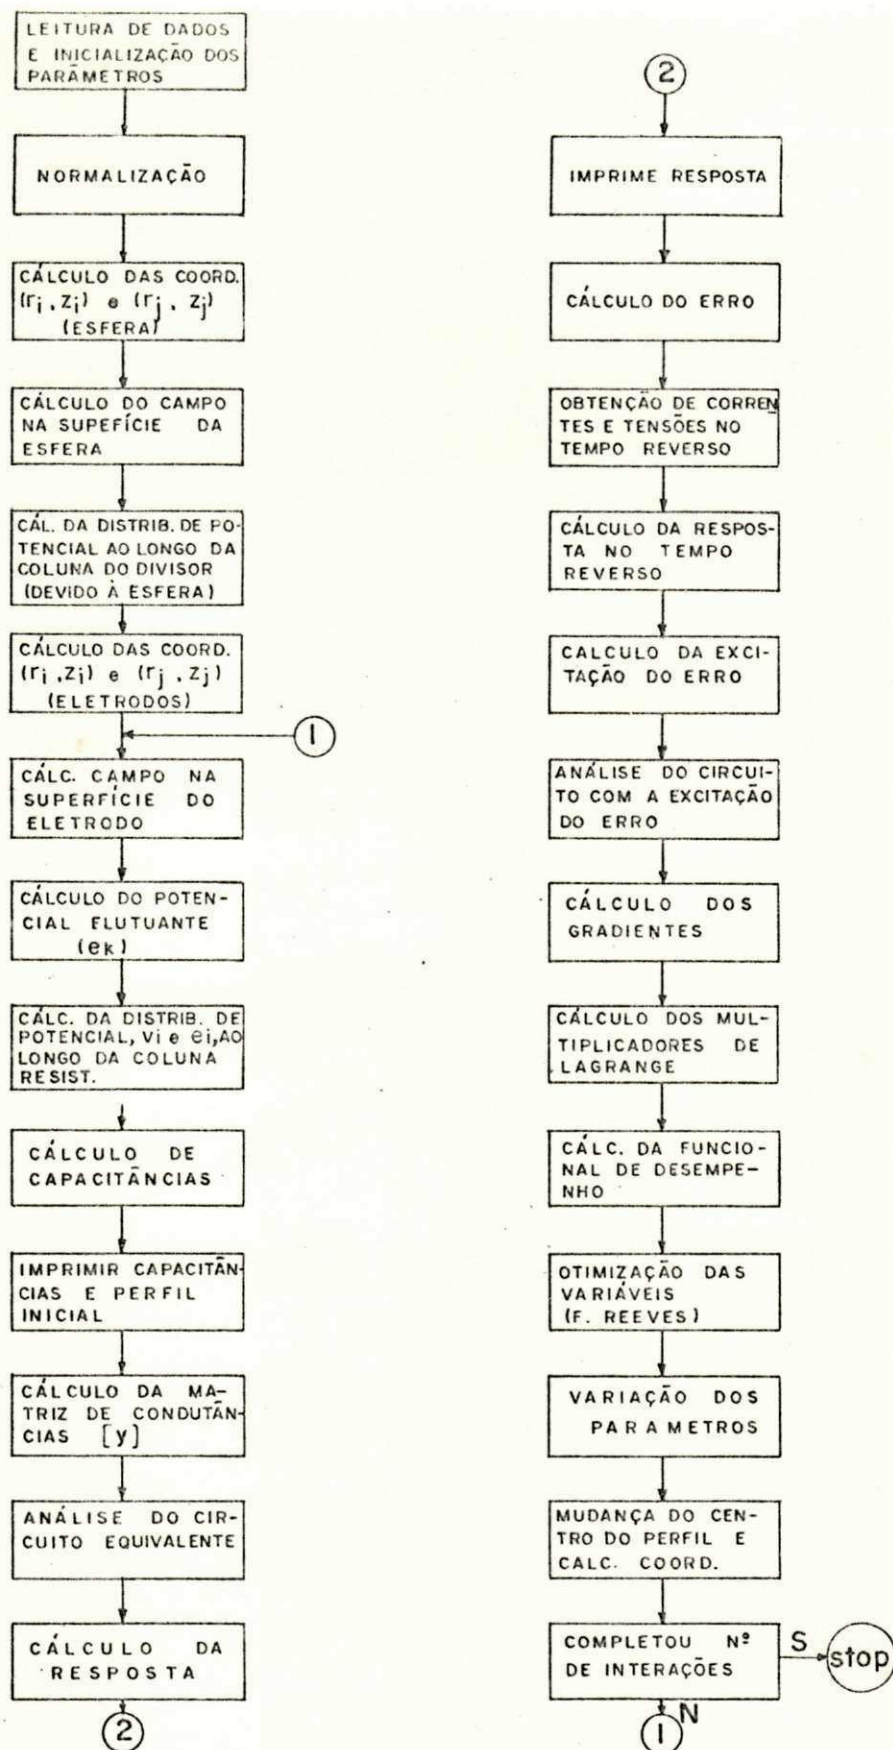 LEITURA DE DADOS
E INICIALIZAÇÃO DOS
PARÂMETROS
NORMALIZAÇÃO
CÁLCULO DAS COORD.
(ri , zi) e (rj , zj)
(ESFERA)
CÁLCULO DO CAMPO
NA SUPEFÍCIE DA
ESFERA
CÁL. DA DISTRIB. DE PO-
TENCIAL AO LONGO DA
COLUNA DO DIVISOR
(DEVIDO À ESFERA)
CÁLCULO DAS COORD.
(ri , zi) e (rj , zj)
(ELETRODOS)
1
CÁLC. CAMPO NA
SUPERFÍCIE DO
ELETRODO
CÁLCULO DO POTEN-
CIAL FLUTUANTE
(ek)
CÁLC. DA DISTRIB. DE
POTENCIAL, vi e ei, AO
LONGO DA COLUNA
RESIST.
CÁLCULO DE
CAPACITÂNCIAS
IMPRIMIR CAPACITÂN-
CIAS E PERFIL
INICIAL
CÁLCULO DA MA-
TRIZ DE CONDUTÂN-
CIAS [y]
ANÁLISE DO CIR-
CUITO EQUIVALENTE
CÁLCULO DA
RESPOSTA
2
2
IMPRIME RESPOSTA
CÁLCULO DO ERRO
OBTENÇÃO DE CORREN
TES E TENSÕES NO
TEMPO REVERSO
CÁLCULO DA RESPOS-
TA NO TEMPO
REVERSO
CALCULO DA EXCI-
TAÇÃO DO ERRO
ANÁLISE DO CIRCUI-
TO COM A EXCITAÇÃO
DO ERRO
CÁLCULO DOS
GRADIENTES
CÁLCULO DOS MUL-
TIPLICADORES DE
LAGRANGE
CÁLC. DA FUNCIO-
NAL DE DESEMPE-
NHO
OTIMIZAÇÃO DAS
VARIÁVEIS
(F. REEVES)
VARIAÇÃO DOS
PARAMETROS
MUDANÇA DO CEN-
TRO DO PERFIL E
CALC. COORD.
COMPLETOU Nº
DE INTERAÇÕES
S
stop
N
1